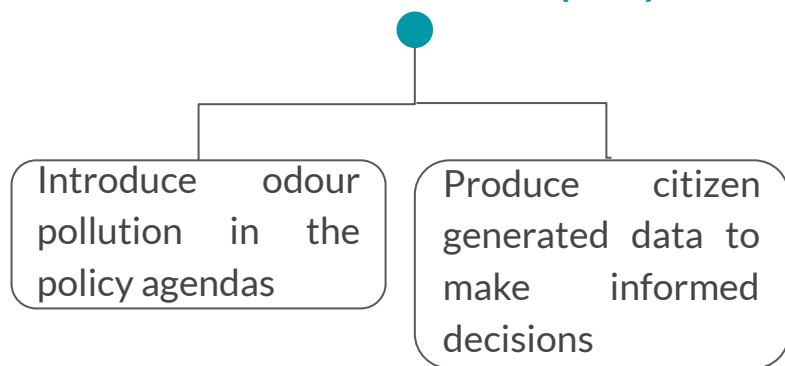 Introduce odour
pollution in the
policy agendas
Produce citizen
generated data to
make informed
decisions